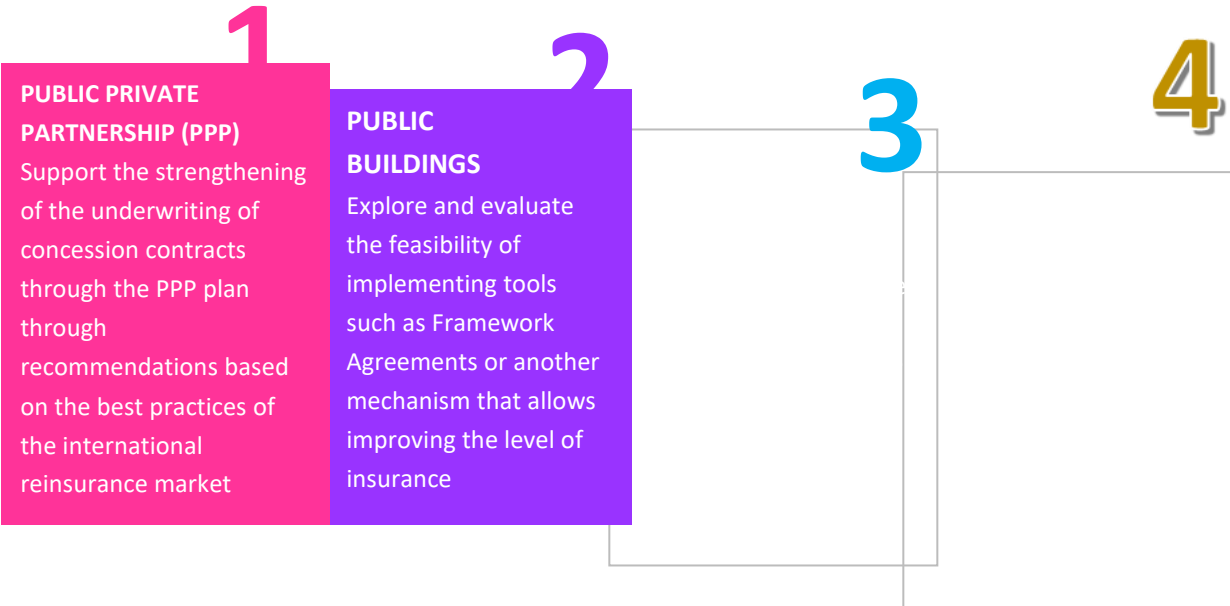 1
PUBLIC PRIVATE
PARTNERSHIP (PPP)
Support the strengthening
of the underwriting of
concession contracts
through the PPP plan
through
recommendations based
on the best practices of
the international
reinsurance market
2
PUBLIC
BUILDINGS
Explore and evaluate
the feasibility of
implementing tools
such as Framework
Agreements or another
mechanism that allows
improving the level of
insurance
3
4